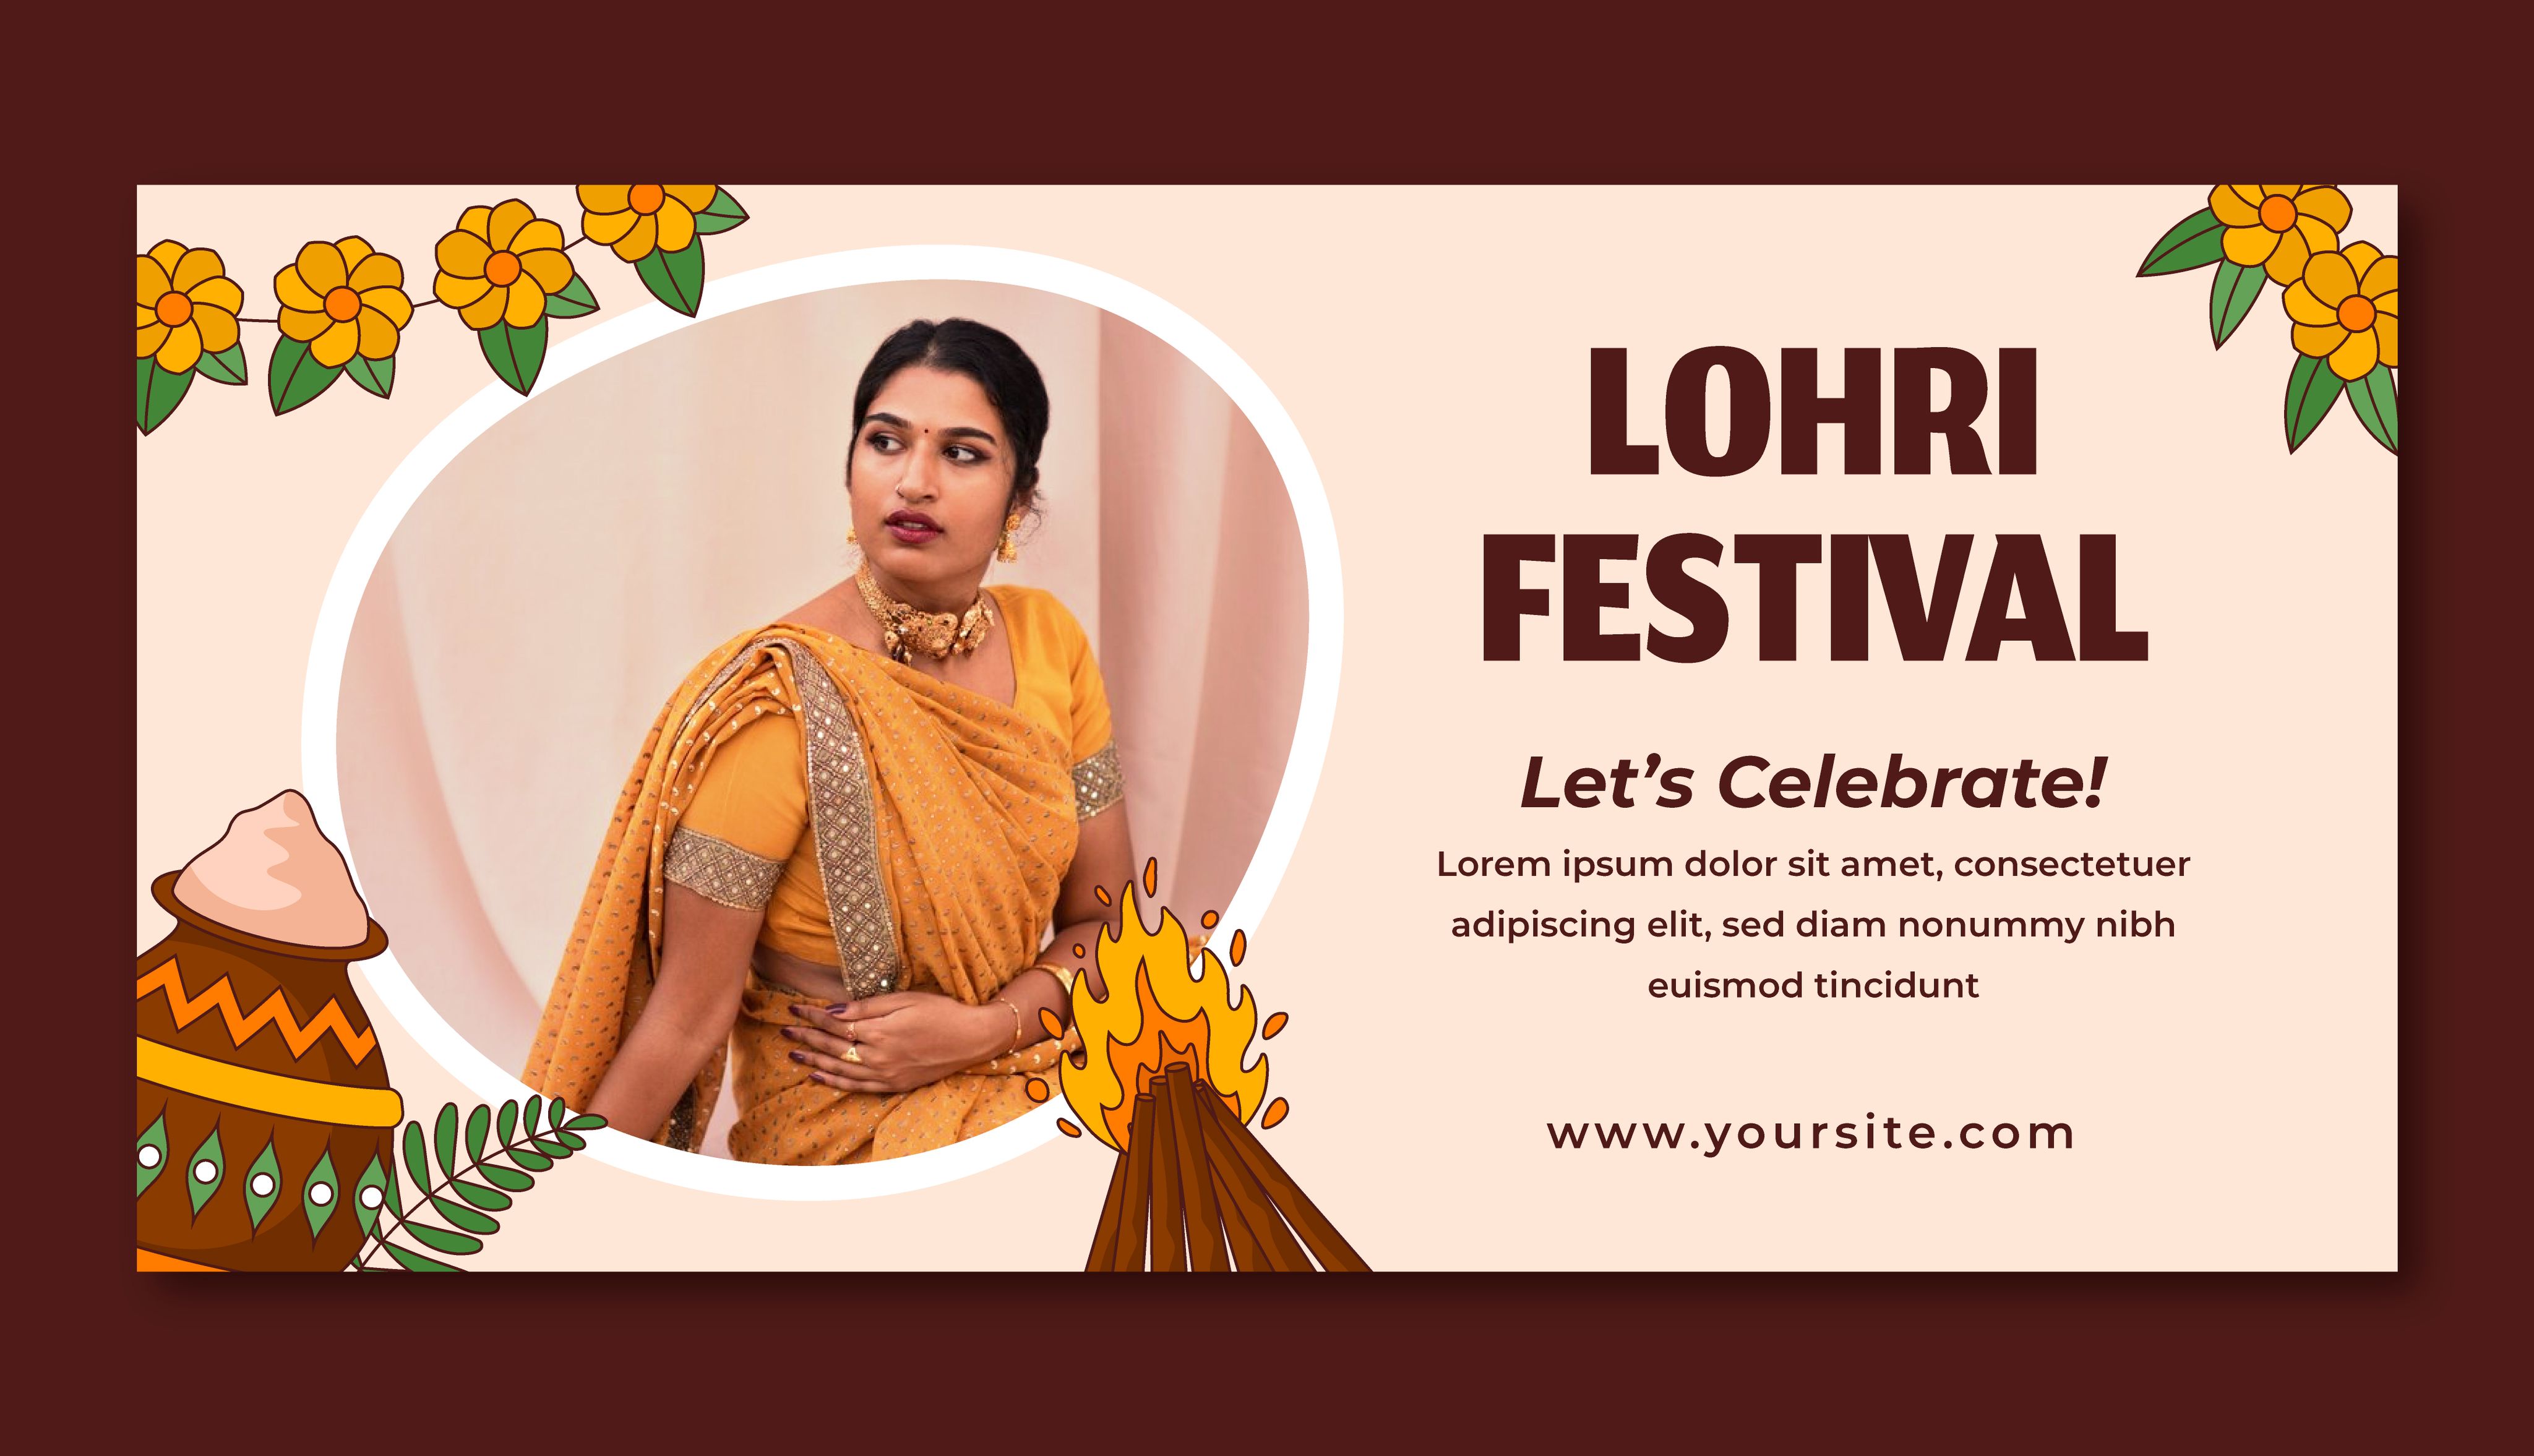 LOHRI
FESTIVAL
Let’s Celebrate!
Lorem ipsum dolor sit amet, consectetuer
adipiscing elit, sed diam nonummy nibh
euismod tincidunt
www.yoursite.com